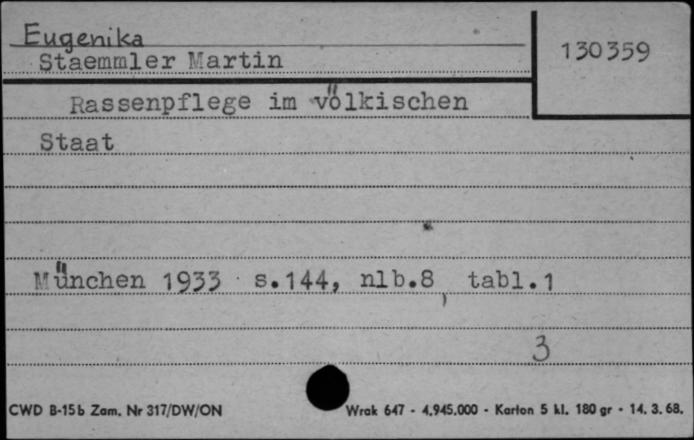 Eugenika
130359
Staemmler Martin
Rassenpflege im völkischen
Staat
München 1933 s.144, nlb.8, tabl.1
3
CWD B-15b Zam. Nr 317/DW/ON Wrak 647 - 4.945.000 - Karton 5 kl. 180 gr - 14. 3. 68.